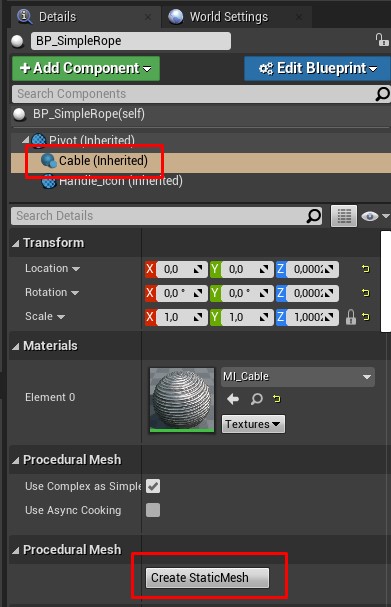 Details
World Settings
BP_SimpleRope
+ Add Component
Edit Blueprint
Search Components
BP_SimpleRope(self)
Pivot (Inherited)
Cable (Inherited)
Handle_Icon (Inherited)
Search Details
Transform
Location X 0,0 Y 0,0 Z 0,0002
Rotation X 0,0 ° Y 0,0 ° Z 0,0002
Scale X 1,0 Y 1,0 Z 1,0002
Materials
Element 0
MI_Cable
Textures
Procedural Mesh
Use Complex as Simple
Use Async Cooking
Procedural Mesh
Create StaticMesh